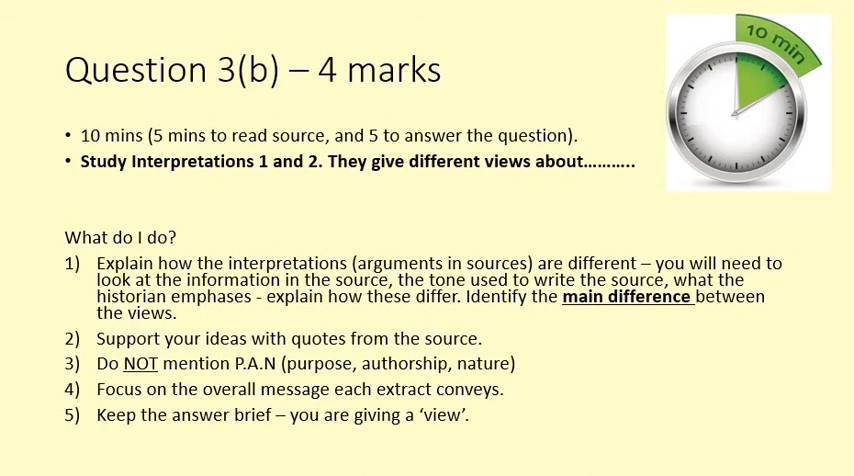 Question 3(b) – 4 marks
10 min
• 10 mins (5 mins to read source, and 5 to answer the question).
• Study Interpretations 1 and 2. They give different views about………..
What do I do?
1) Explain how the interpretations (arguments in sources) are different – you will need to
look at the information in the source, the tone used to write the source, what the
historian emphases - explain how these differ. Identify the main difference between
the views.
2) Support your ideas with quotes from the source.
3) Do NOT mention P.A.N (purpose, authorship, nature)
4) Focus on the overall message each extract conveys.
5) Keep the answer brief – you are giving a ‘view’.